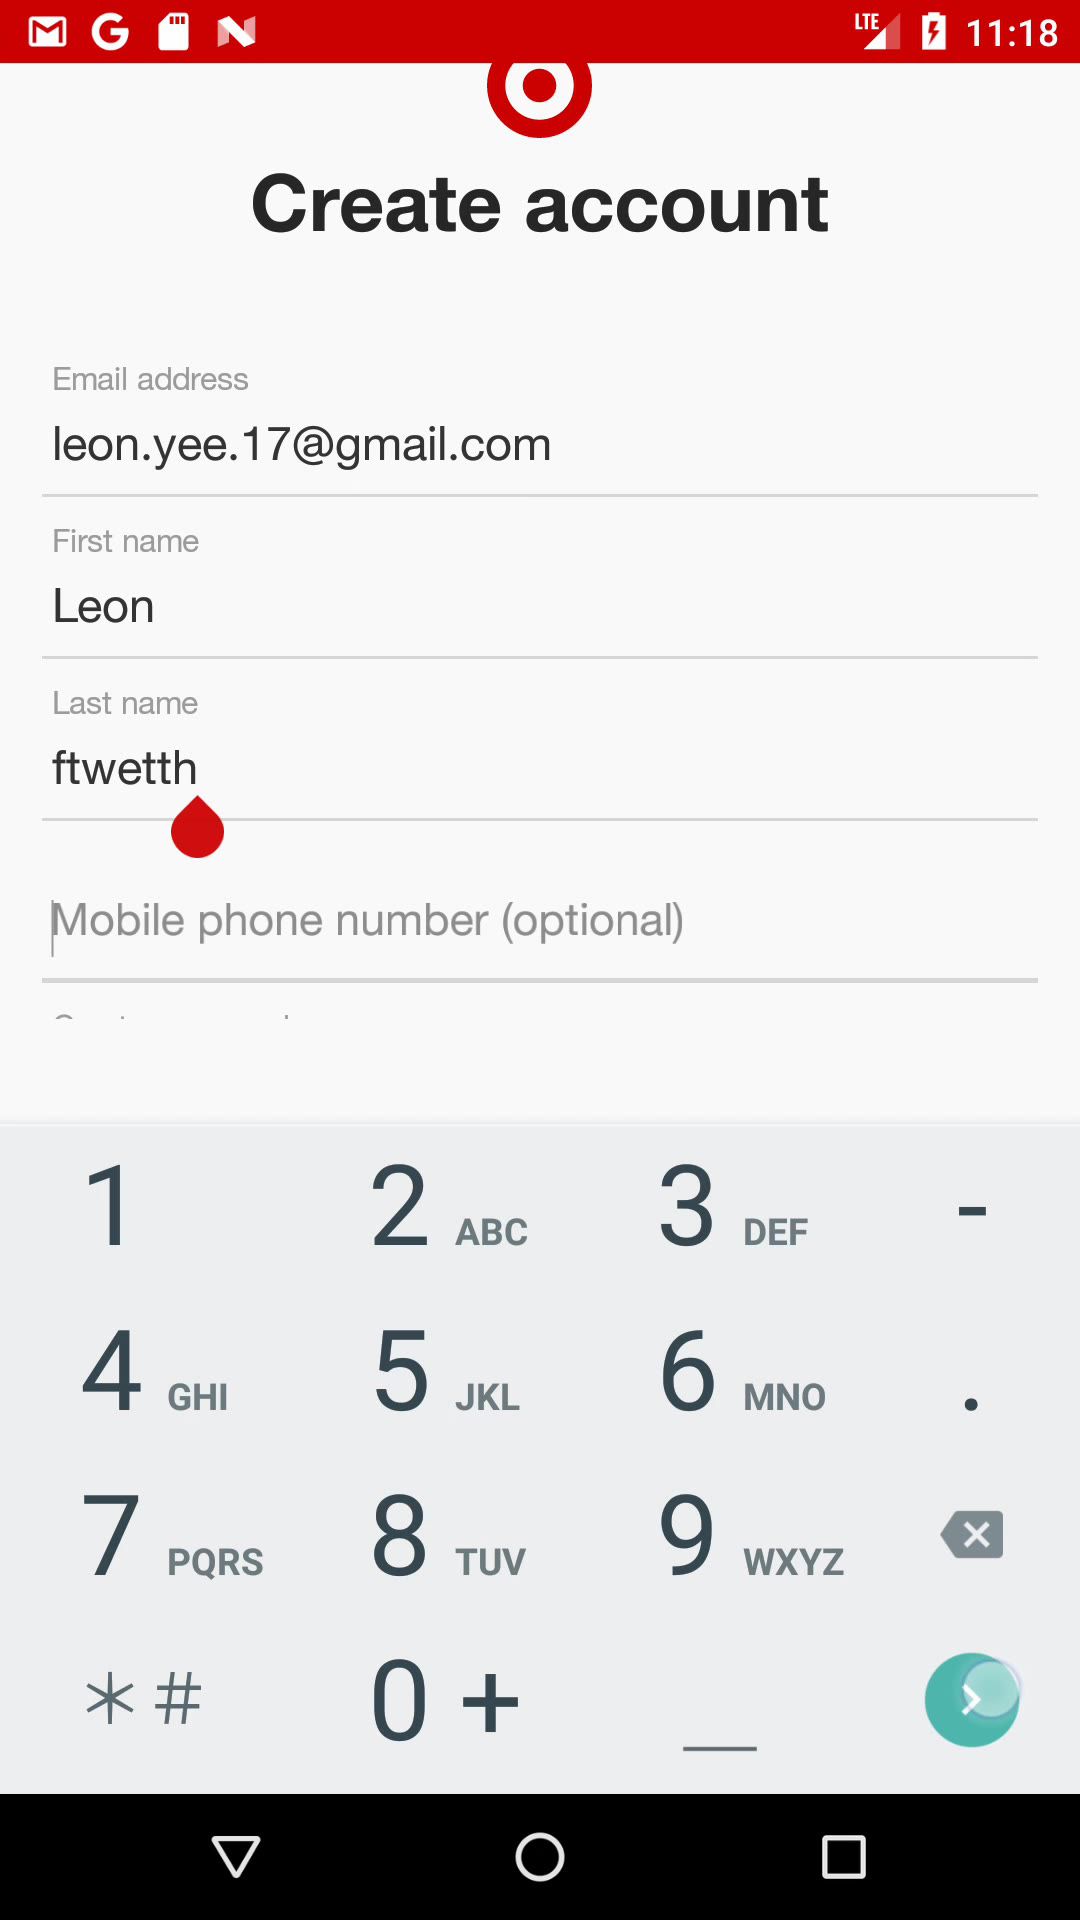 LTE 11:18
Create account
Email address
leon.yee.17@gmail.com
First name
Leon
Last name
ftwetth
Mobile phone number (optional)
1 2 ABC 3 DEF -
4 GHI 5 JKL 6 MNO .
7 PQRS 8 TUV 9 WXYZ
* # 0 + _